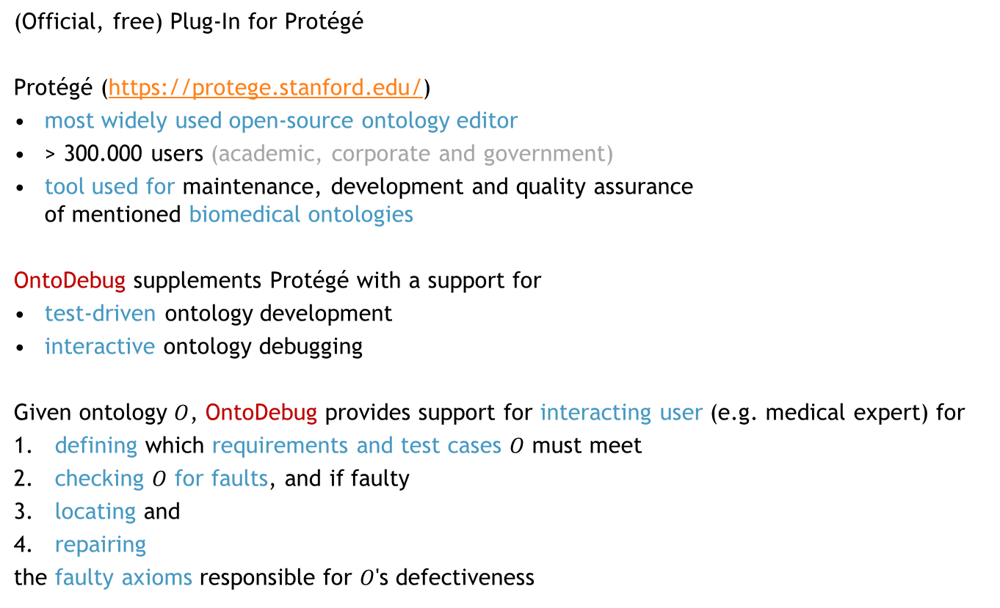 (Official, free) Plug-In for Protégé
Protégé (https://protege.stanford.edu/)
• most widely used open-source ontology editor
• > 300.000 users (academic, corporate and government)
• tool used for maintenance, development and quality assurance
of mentioned biomedical ontologies
OntoDebug supplements Protégé with a support for
• test-driven ontology development
• interactive ontology debugging
Given ontology O, OntoDebug provides support for interacting user (e.g. medical expert) for
1. defining which requirements and test cases O must meet
2. checking O for faults, and if faulty
3. locating and
4. repairing
the faulty axioms responsible for O's defectiveness